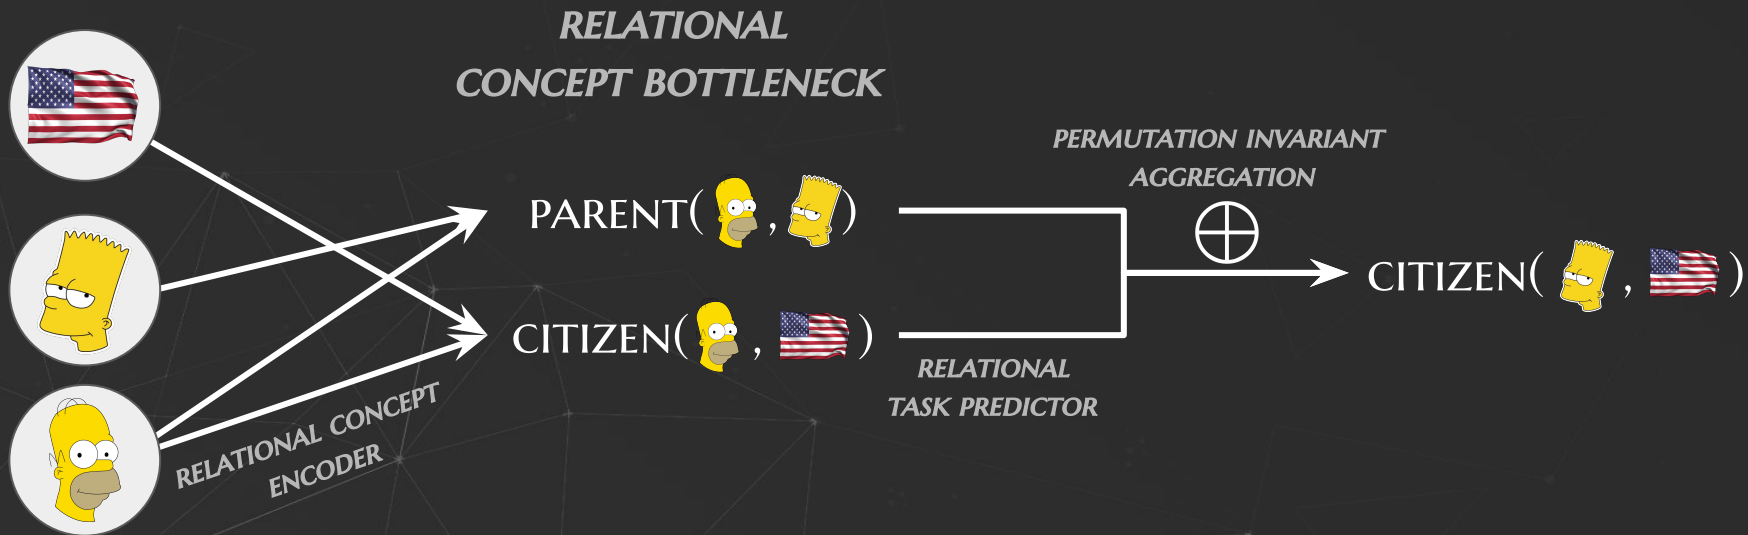 RELATIONAL
CONCEPT BOTTLENECK
PERMUTATION INVARIANT
AGGREGATION
PARENT( , )
CITIZEN( , )
CITIZEN( , )
RELATIONAL
TASK PREDICTOR
RELATIONAL CONCEPT
ENCODER